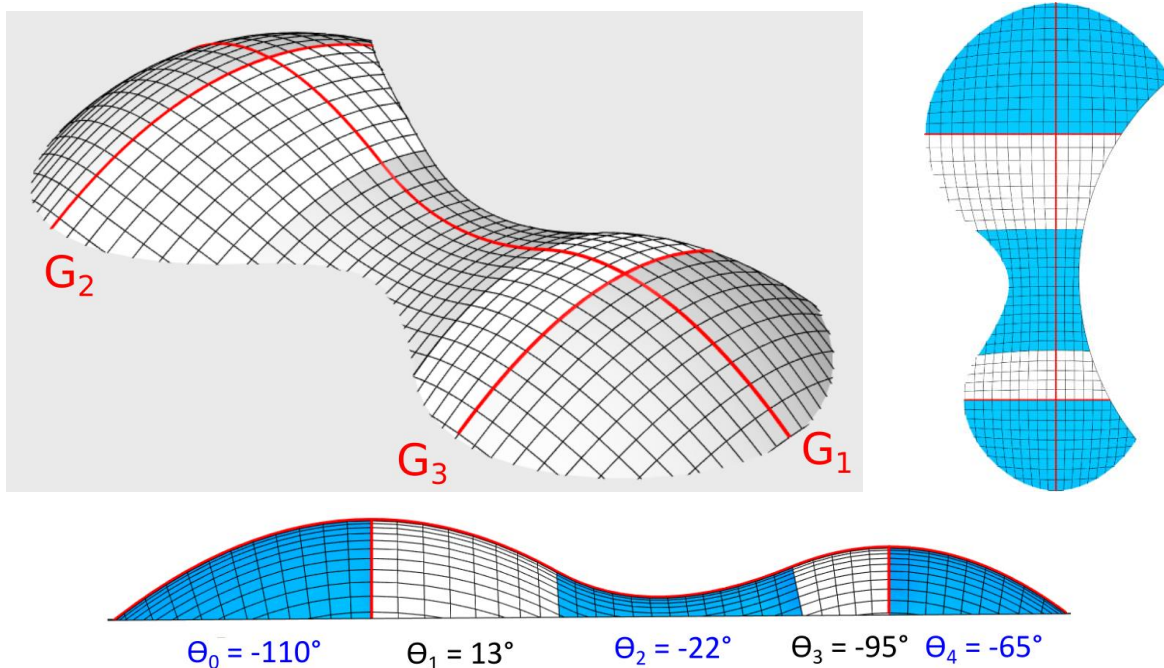 G₂
G₃
G₁
Θ₀ = -110°
Θ₁ = 13°
Θ₂ = -22°
Θ₃ = -95°
Θ₄ = -65°